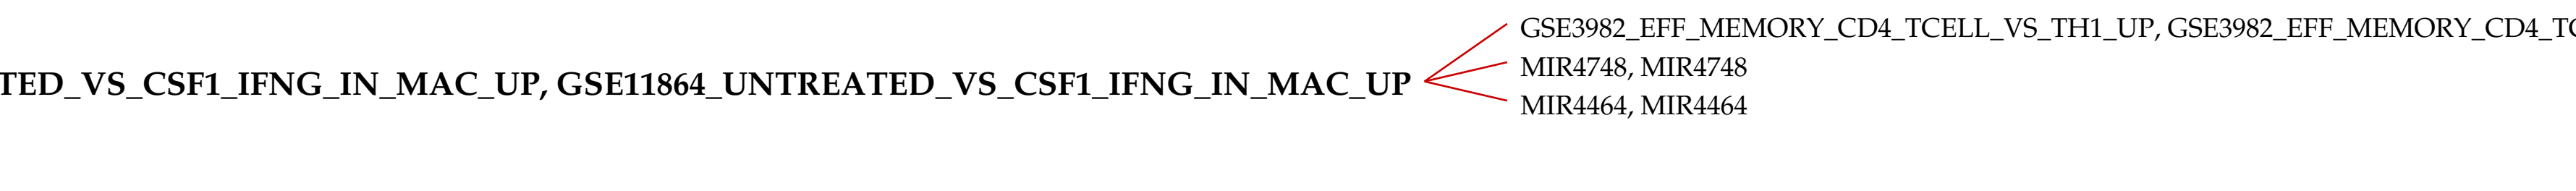 GSE3982_EFF_MEMORY_CD4_TCELL_VS_TH1_UP, GSE3982_EFF_MEMORY_CD4_TC
MIR4748, MIR4748
TED_VS_CSF1_IFNG_IN_MAC_UP, GSE11864_UNTREATED_VS_CSF1_IFNG_IN_MAC_UP
MIR4464, MIR4464